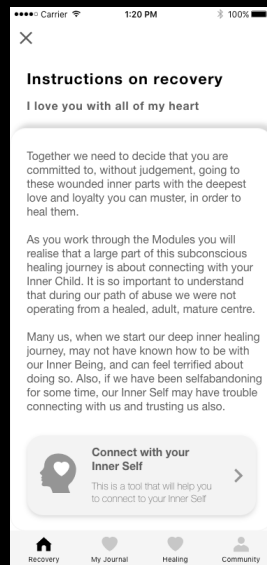 Carrier
1:20 PM
100%
Instructions on recovery
I love you with all of my heart
Together we need to decide that you are
committed to, without judgement, going to
these wounded inner parts with the deepest
love and loyalty you can muster, in order to
heal them.
As you work through the Modules you will
realise that a large part of this subconscious
healing journey is about connecting with your
Inner Child. It is so important to understand
that during our path of abuse we were not
operating from a healed, adult, mature centre.
Many us, when we start our deep inner healing
journey, may not have known how to be with
our Inner Being, and can feel terrified about
doing so. Also, if we have been selfabandoning
for some time, our Inner Self may have trouble
connecting with us and trusting us also.
Connect with your
Inner Self
This is a tool that will help you
to connect to your Inner Self
Recovery
My Journal
Healing
Community